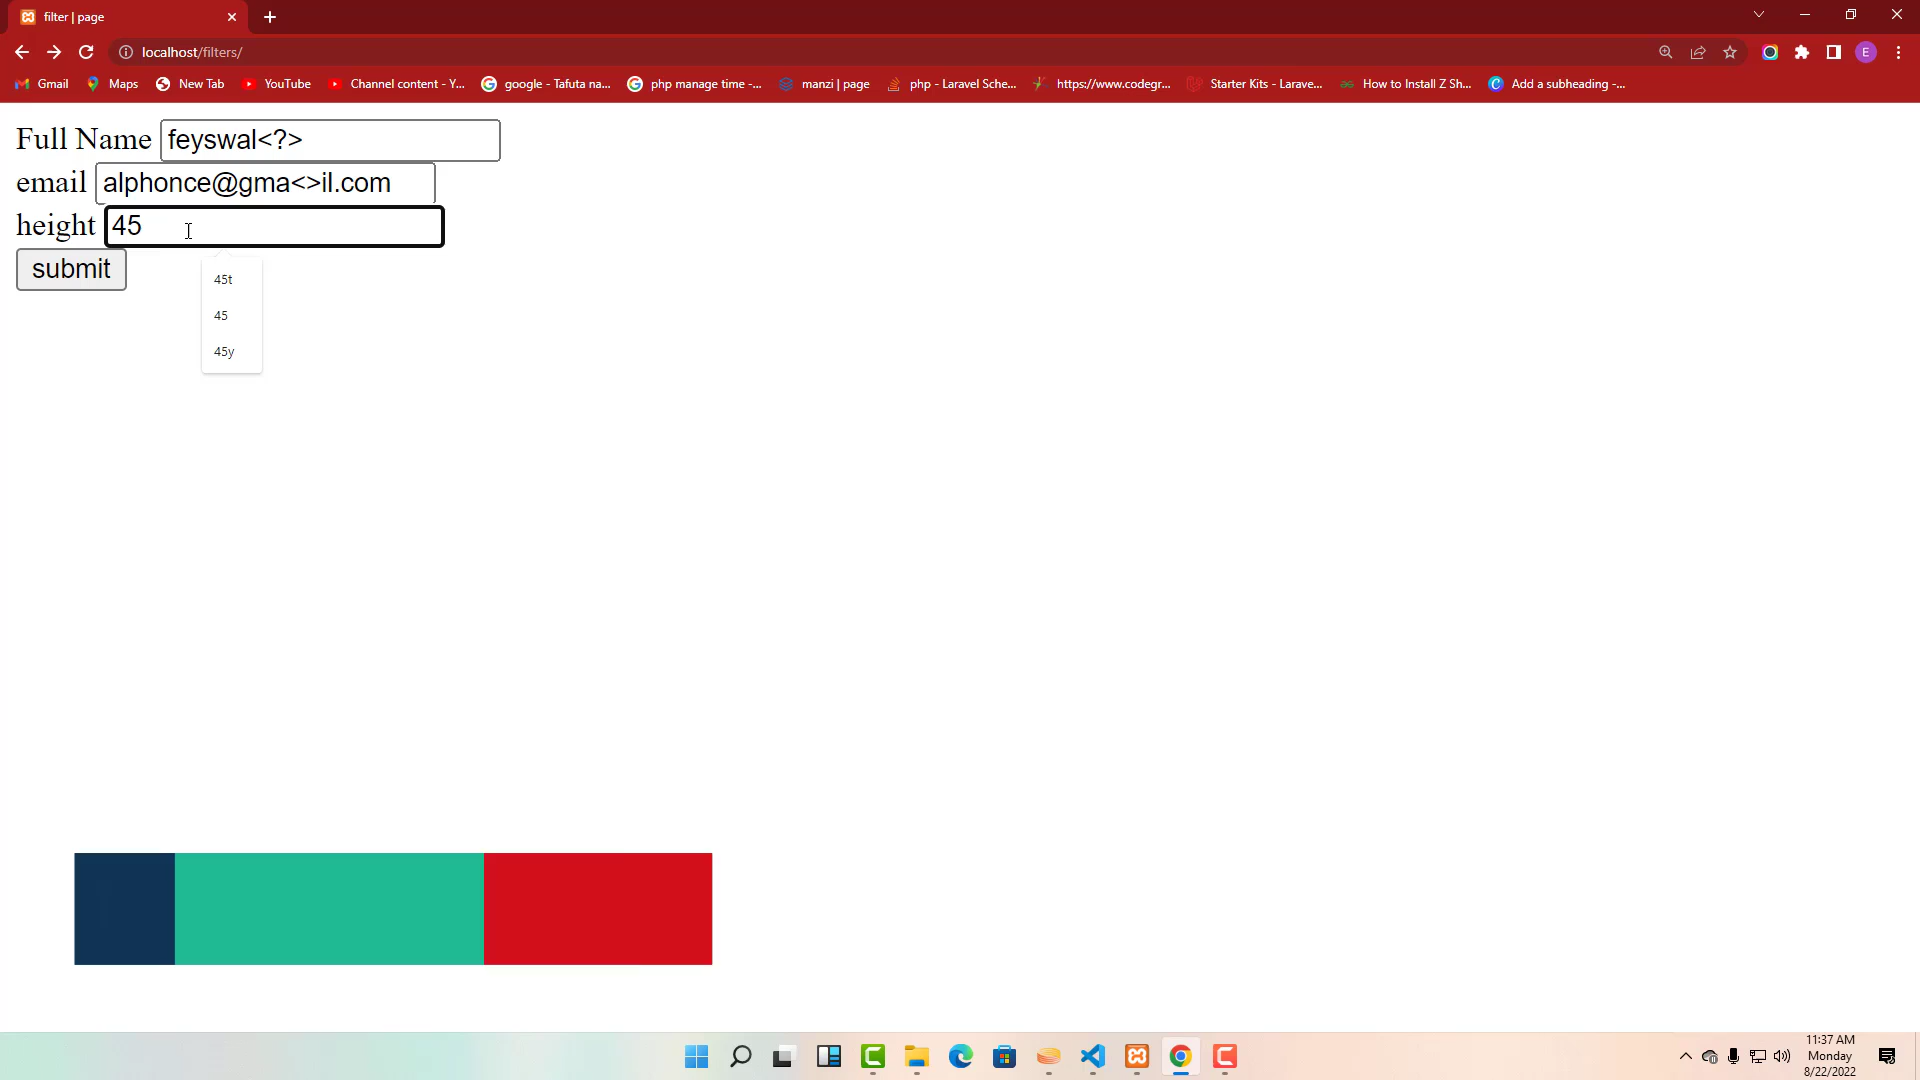 filter | page
localhost/filters/
E
Gmail Maps New Tab YouTube Channel content - Y... google - Tafuta na... php manage time -... manzi | page php - Laravel Sche... https://www.codegr... Starter Kits - Larave... How to Install Z Sh... Add a subheading -...
Full Name feyswal<?>
email alphonce@gma<>il.com
height 45
submit
45t
45
45y
11:37 AM
Monday
8/22/2022